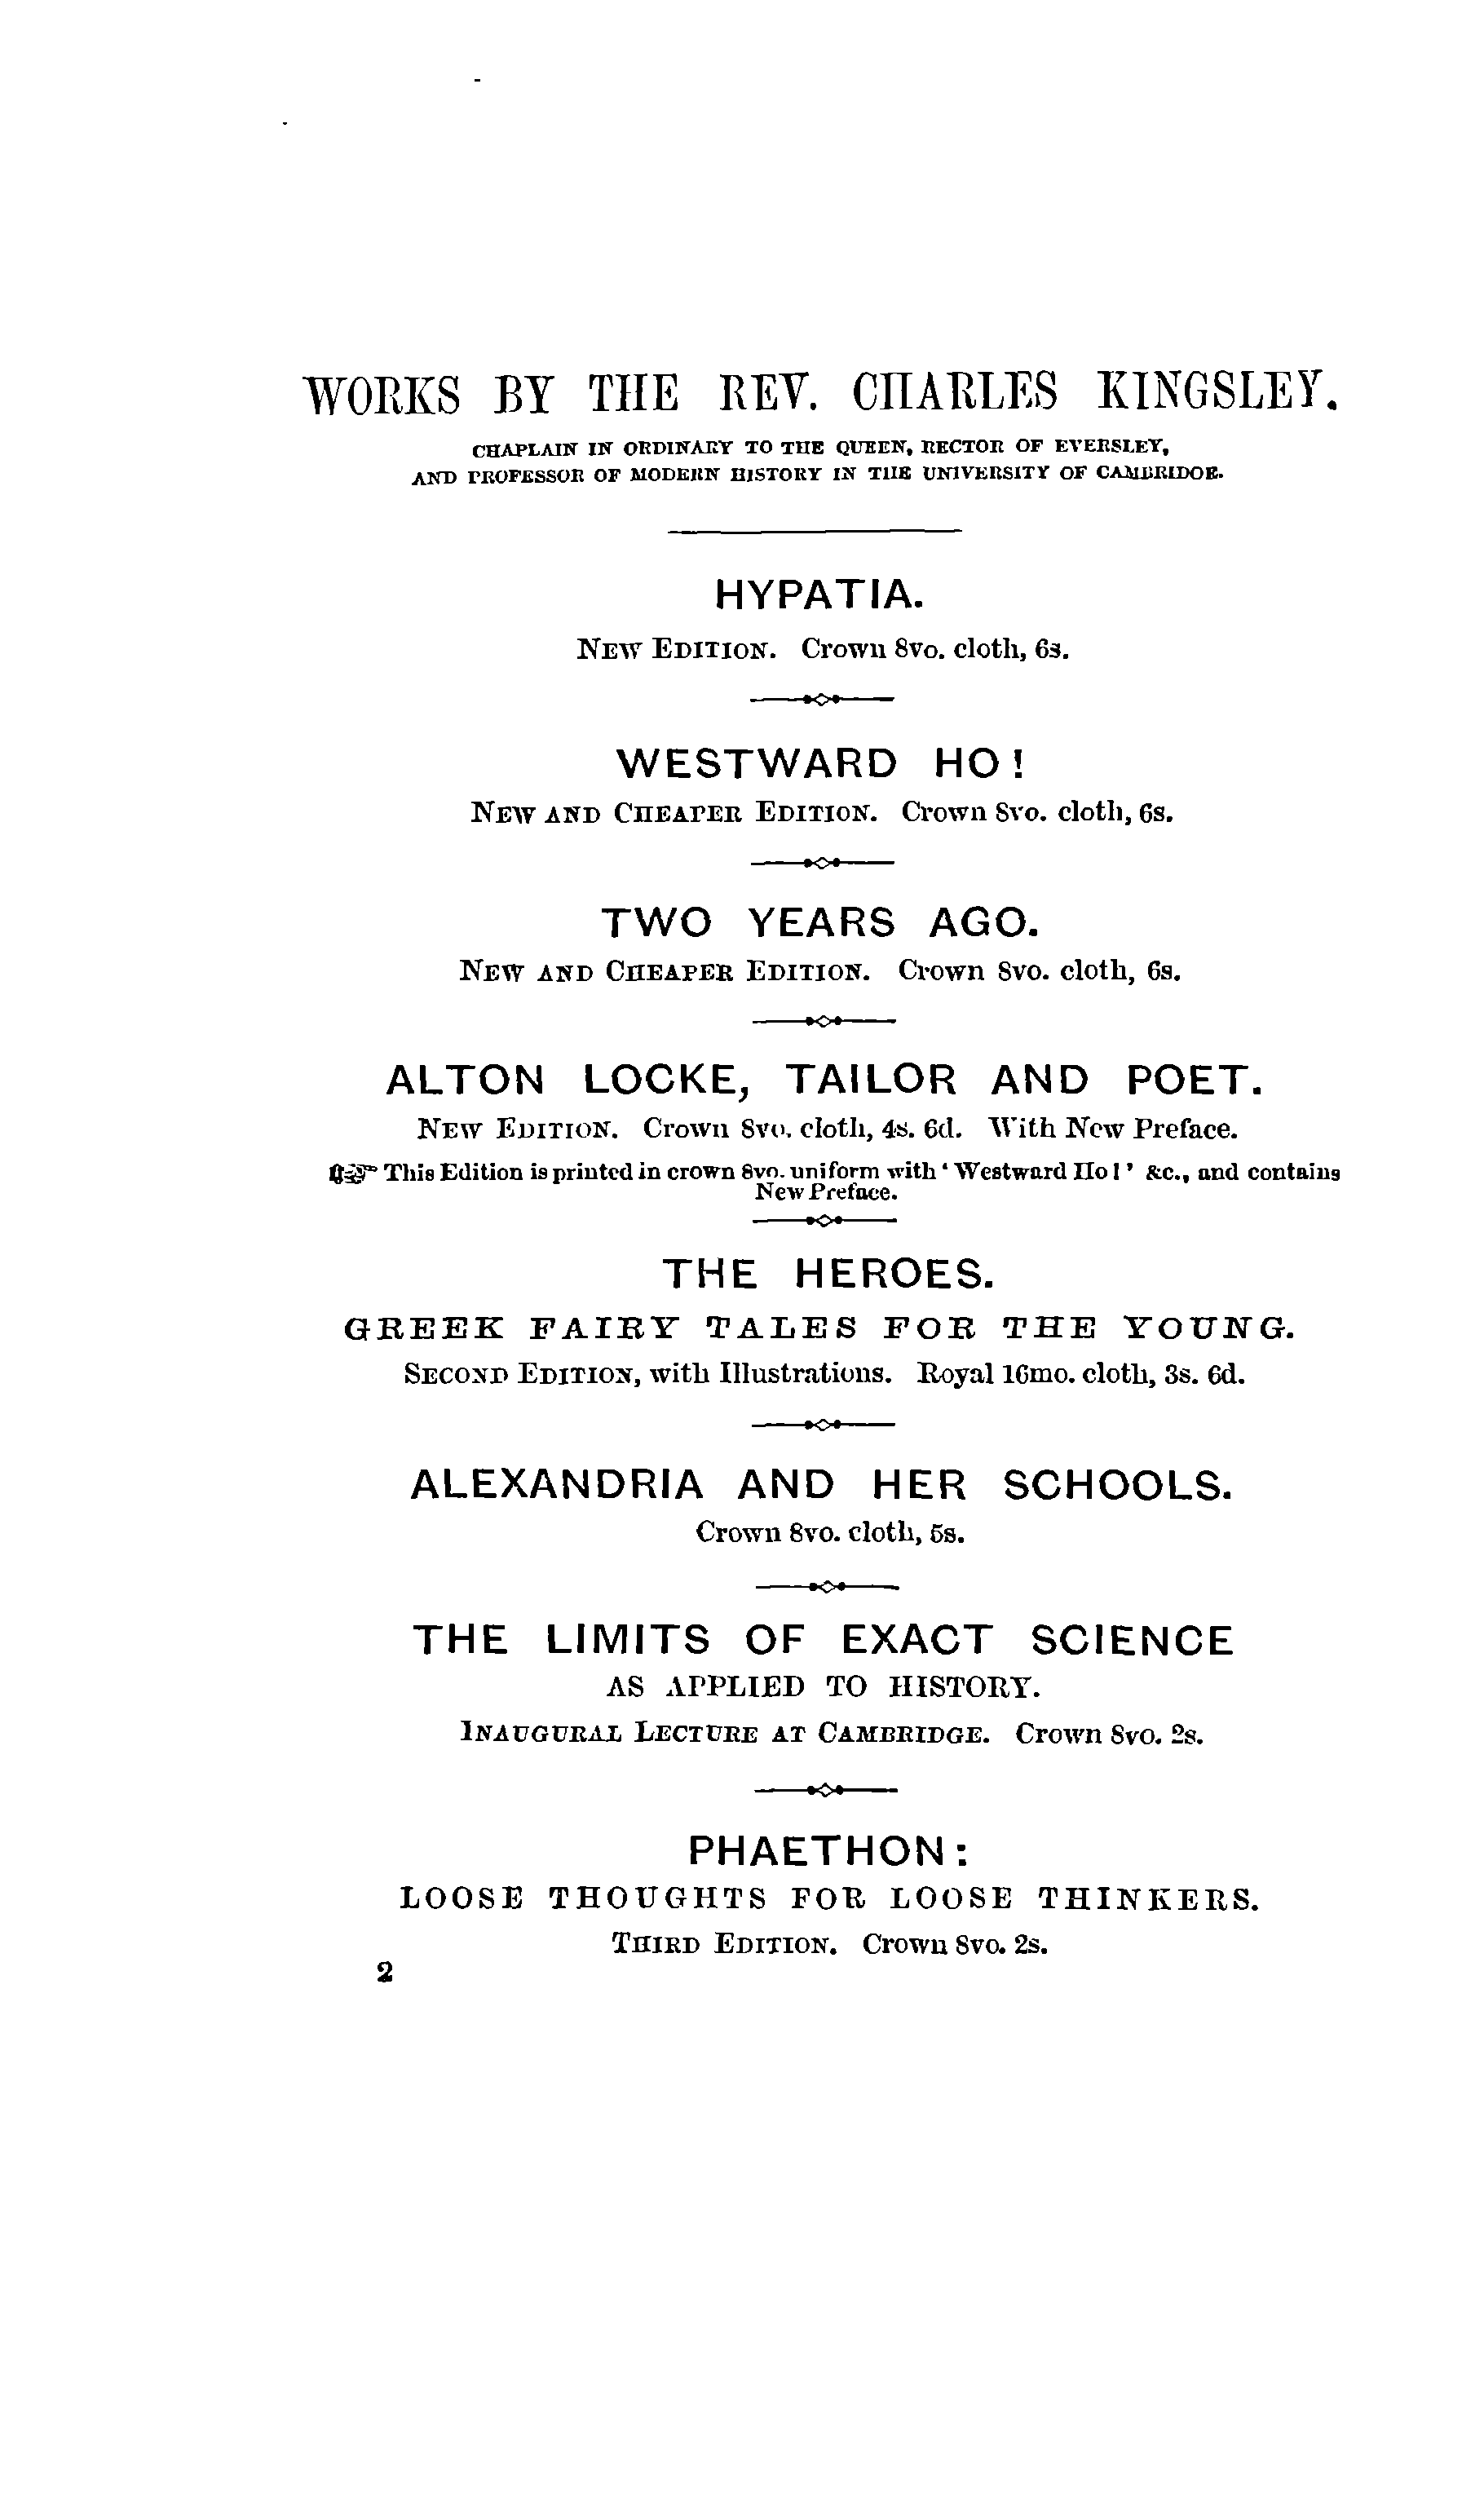 WORKS BY THE REV. CHARLES KINGSLEY.
CHAPLAIN IN ORDINARY TO THE QUEEN, RECTOR OF EVERSLEY,
AND PROFESSOR OF MODERN HISTORY IN THE UNIVERSITY OF CAMBRIDGE.
HYPATIA.
NEW EDITION. Crown 8vo. cloth, 6s.
WESTWARD HO!
NEW AND CHEAPER EDITION. Crown 8vo. cloth, 6s.
TWO YEARS AGO.
NEW AND CHEAPER EDITION. Crown 8vo. cloth, 6s.
ALTON LOCKE, TAILOR AND POET.
NEW EDITION. Crown 8vo. cloth, 4s. 6d. With New Preface.
☞ This Edition is printed in crown 8vo. uniform with ‘Westward Ho!’ &c., and contains
New Preface.
THE HEROES.
GREEK FAIRY TALES FOR THE YOUNG.
SECOND EDITION, with Illustrations. Royal 16mo. cloth, 3s. 6d.
ALEXANDRIA AND HER SCHOOLS.
Crown 8vo. cloth, 5s.
THE LIMITS OF EXACT SCIENCE
AS APPLIED TO HISTORY.
INAUGURAL LECTURE AT CAMBRIDGE. Crown 8vo. 2s.
PHAETHON:
LOOSE THOUGHTS FOR LOOSE THINKERS.
THIRD EDITION. Crown 8vo. 2s.
2